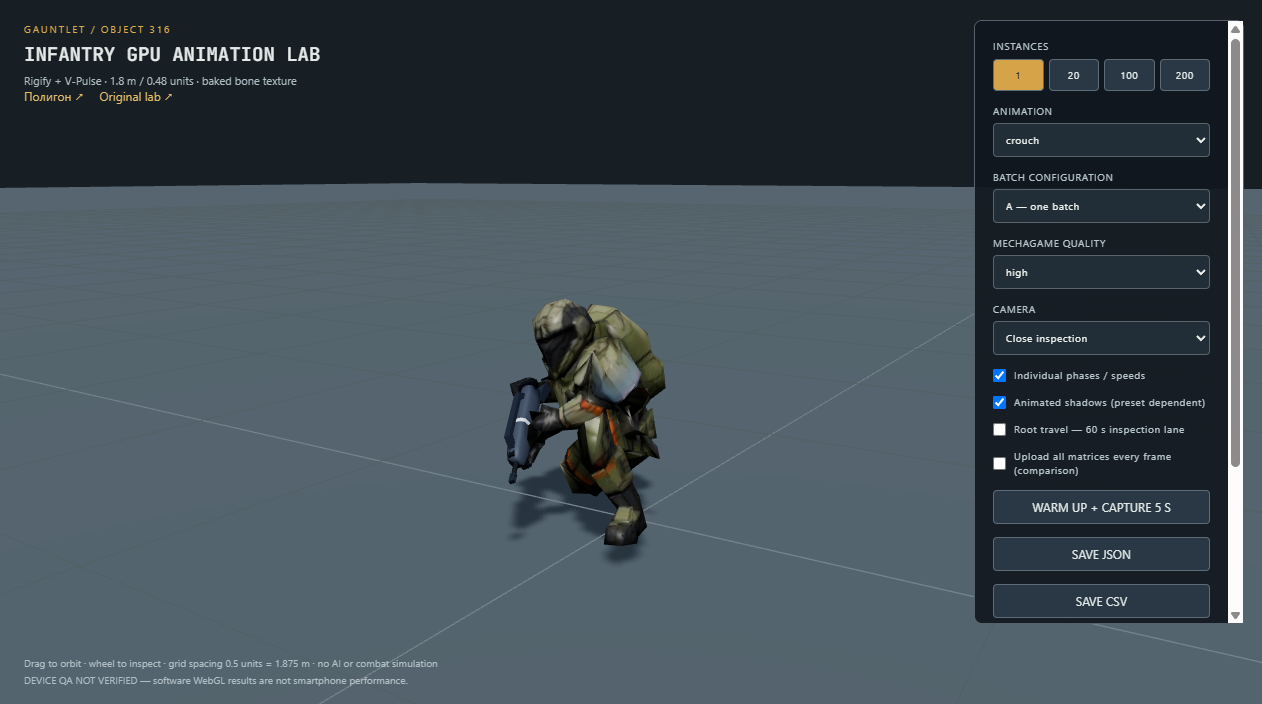 GAUNTLET / OBJECT 316
INFANTRY GPU ANIMATION LAB
Rigify + V-Pulse · 1.8 m / 0.48 units · baked bone texture
Полигон ↗ Original lab ↗
INSTANCES
1 20 100 200
ANIMATION
crouch
BATCH CONFIGURATION
A — one batch
MECHAGAME QUALITY
high
CAMERA
Close inspection
Individual phases / speeds
Animated shadows (preset dependent)
Root travel — 60 s inspection lane
Upload all matrices every frame
(comparison)
WARM UP + CAPTURE 5 S
SAVE JSON
SAVE CSV
Drag to orbit · wheel to inspect · grid spacing 0.5 units = 1.875 m · no AI or combat simulation
DEVICE QA NOT VERIFIED — software WebGL results are not smartphone performance.